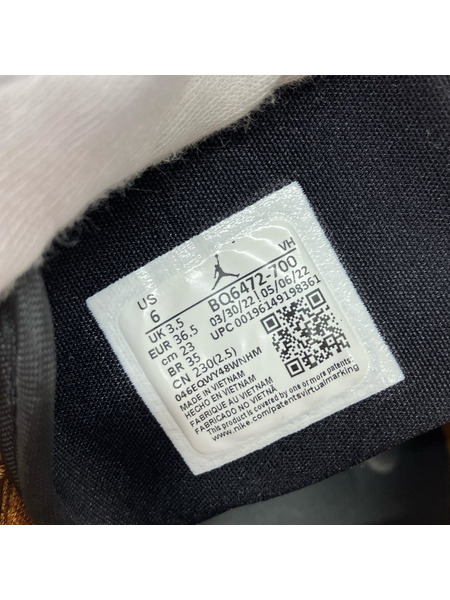 US
6
VH
UK 3.5
BQ6472-700
EUR 36.5
03/30/22 05/06/22
cm 23
UPC 00196149198361
BR 35
CN 230(2.5)
046EQWY48WNHM
MADE IN VIETNAM
HECHO EN VIETNAM
FABRIQUE AU VIETNAM
FABRICADO NO VIETNÃ
This product is covered by one or more patents
www.nike.com/patentsvirtualmarking